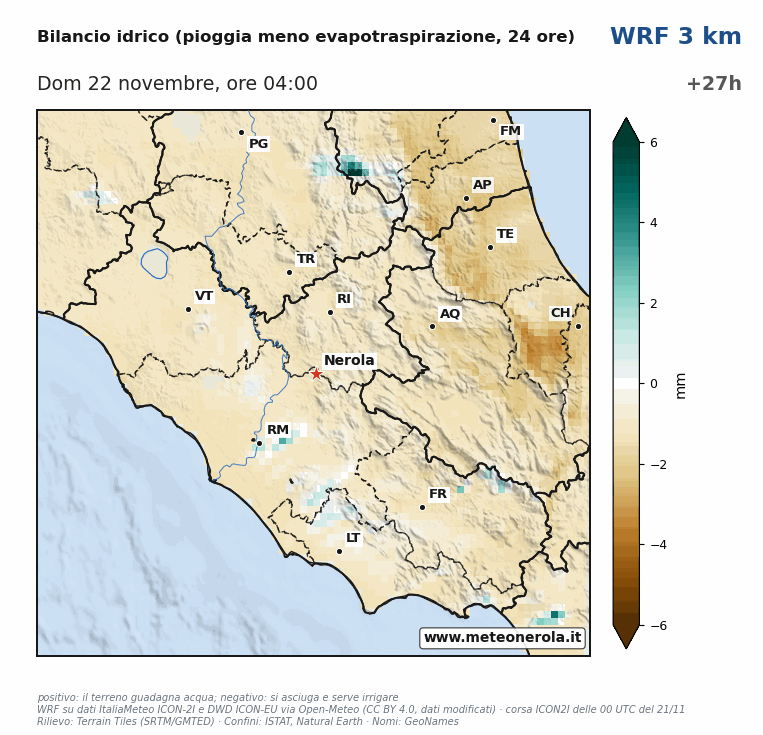 Bilancio idrico (pioggia meno evapotraspirazione, 24 ore)
WRF 3 km
Dom 22 novembre, ore 04:00
+27h
FM
PG
AP
TE
TR
VT
RI
AQ
CH
Nerola
RM
FR
LT
www.meteonerola.it
6
4
2
0
−2
−4
−6
mm
positivo: il terreno guadagna acqua; negativo: si asciuga e serve irrigare
WRF su dati ItaliaMeteo ICON-2I e DWD ICON-EU via Open-Meteo (CC BY 4.0, dati modificati) · corsa ICON2I delle 00 UTC del 21/11
Rilievo: Terrain Tiles (SRTM/GMTED) · Confini: ISTAT, Natural Earth · Nomi: GeoNames